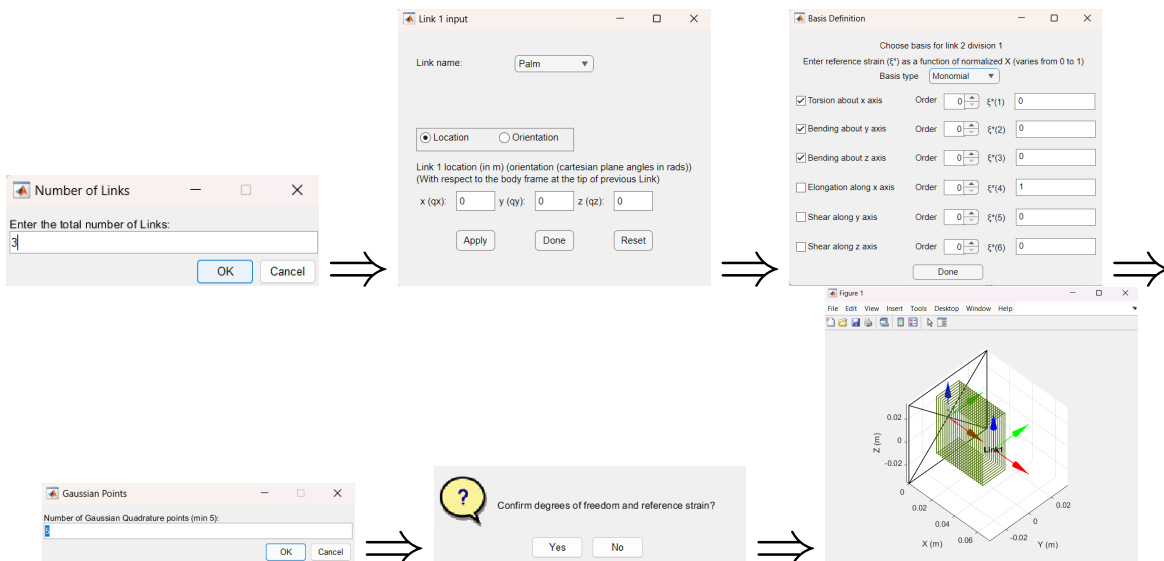 Number of Links
Enter the total number of Links:
3
OK Cancel
Link 1 input
Link name: Palm
Location Orientation
Link 1 location (in m) (orientation (cartesian plane angles in rads))
(With respect to the body frame at the tip of previous Link)
x (qx): 0 y (qy): 0 z (qz): 0
Apply Done Reset
Basis Definition
Choose basis for link 2 division 1
Enter reference strain (ξ*) as a function of normalized X (varies from 0 to 1)
Basis type Monomial
Torsion about x axis Order 0 ξ*(1) 0
Bending about y axis Order 0 ξ*(2) 0
Bending about z axis Order 0 ξ*(3) 0
Elongation along x axis Order 0 ξ*(4) 1
Shear along y axis Order 0 ξ*(5) 0
Shear along z axis Order 0 ξ*(6) 0
Done
Gaussian Points
Number of Gaussian Quadrature points (min 5):
5
OK Cancel
?
Confirm degrees of freedom and reference strain?
Yes No
Figure 1
File Edit View Insert Tools Desktop Window Help
0.02
0
-0.02
Z (m)
Link1
0
0.02
0.04
0.06
X (m)
0.02
0
-0.02
Y (m)